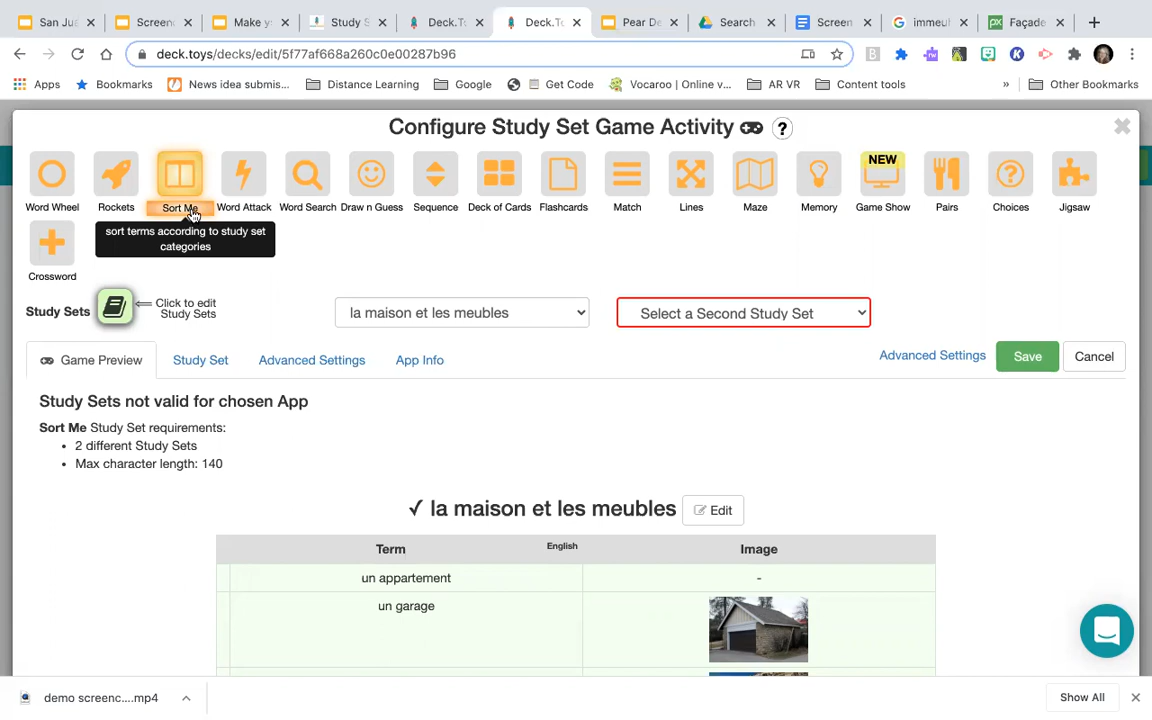 San Ju
Screen
Make y
Study S
Deck.T
Deck.To
Pear De
Search
Screen
immeu
Façade
deck.toys/decks/edit/5f77af668a260c0e00287b96
Apps
Bookmarks
News idea submis...
Distance Learning
Google
Get Code
Vocaroo | Online v...
AR VR
Content tools
»
Other Bookmarks
Configure Study Set Game Activity
Word Wheel
Rockets
Sort Me
Word Attack
Word Search
Draw n Guess
Sequence
Deck of Cards
Flashcards
Match
Lines
Maze
Memory
NEW
Game Show
Pairs
Choices
Jigsaw
sort terms according to study set
categories
Crossword
Study Sets
Click to edit
Study Sets
la maison et les meubles
Select a Second Study Set
Game Preview
Study Set
Advanced Settings
App Info
Advanced Settings
Save
Cancel
Study Sets not valid for chosen App
Sort Me Study Set requirements:
• 2 different Study Sets
• Max character length: 140
✓ la maison et les meubles
Edit
Term
English
Image
un appartement
-
un garage
demo screenc....mp4
Show All